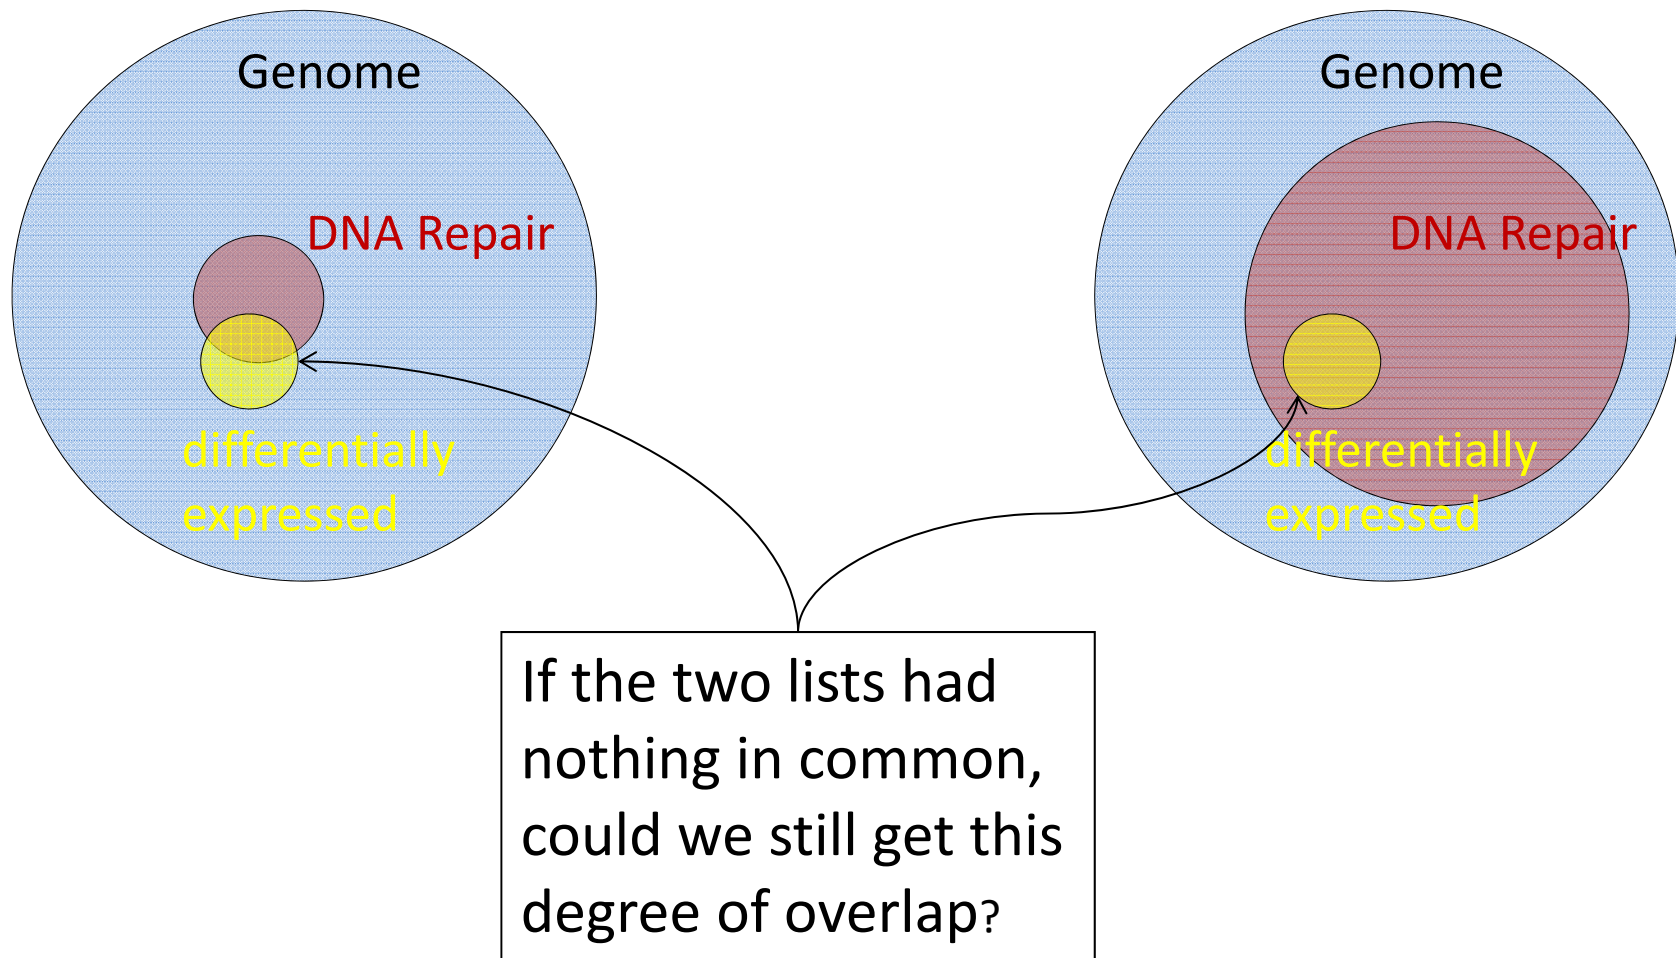 Genome
DNA Repair
differentially
expressed
Genome
DNA Repair
differentially
expressed
If the two lists had
nothing in common,
could we still get this
degree of overlap?